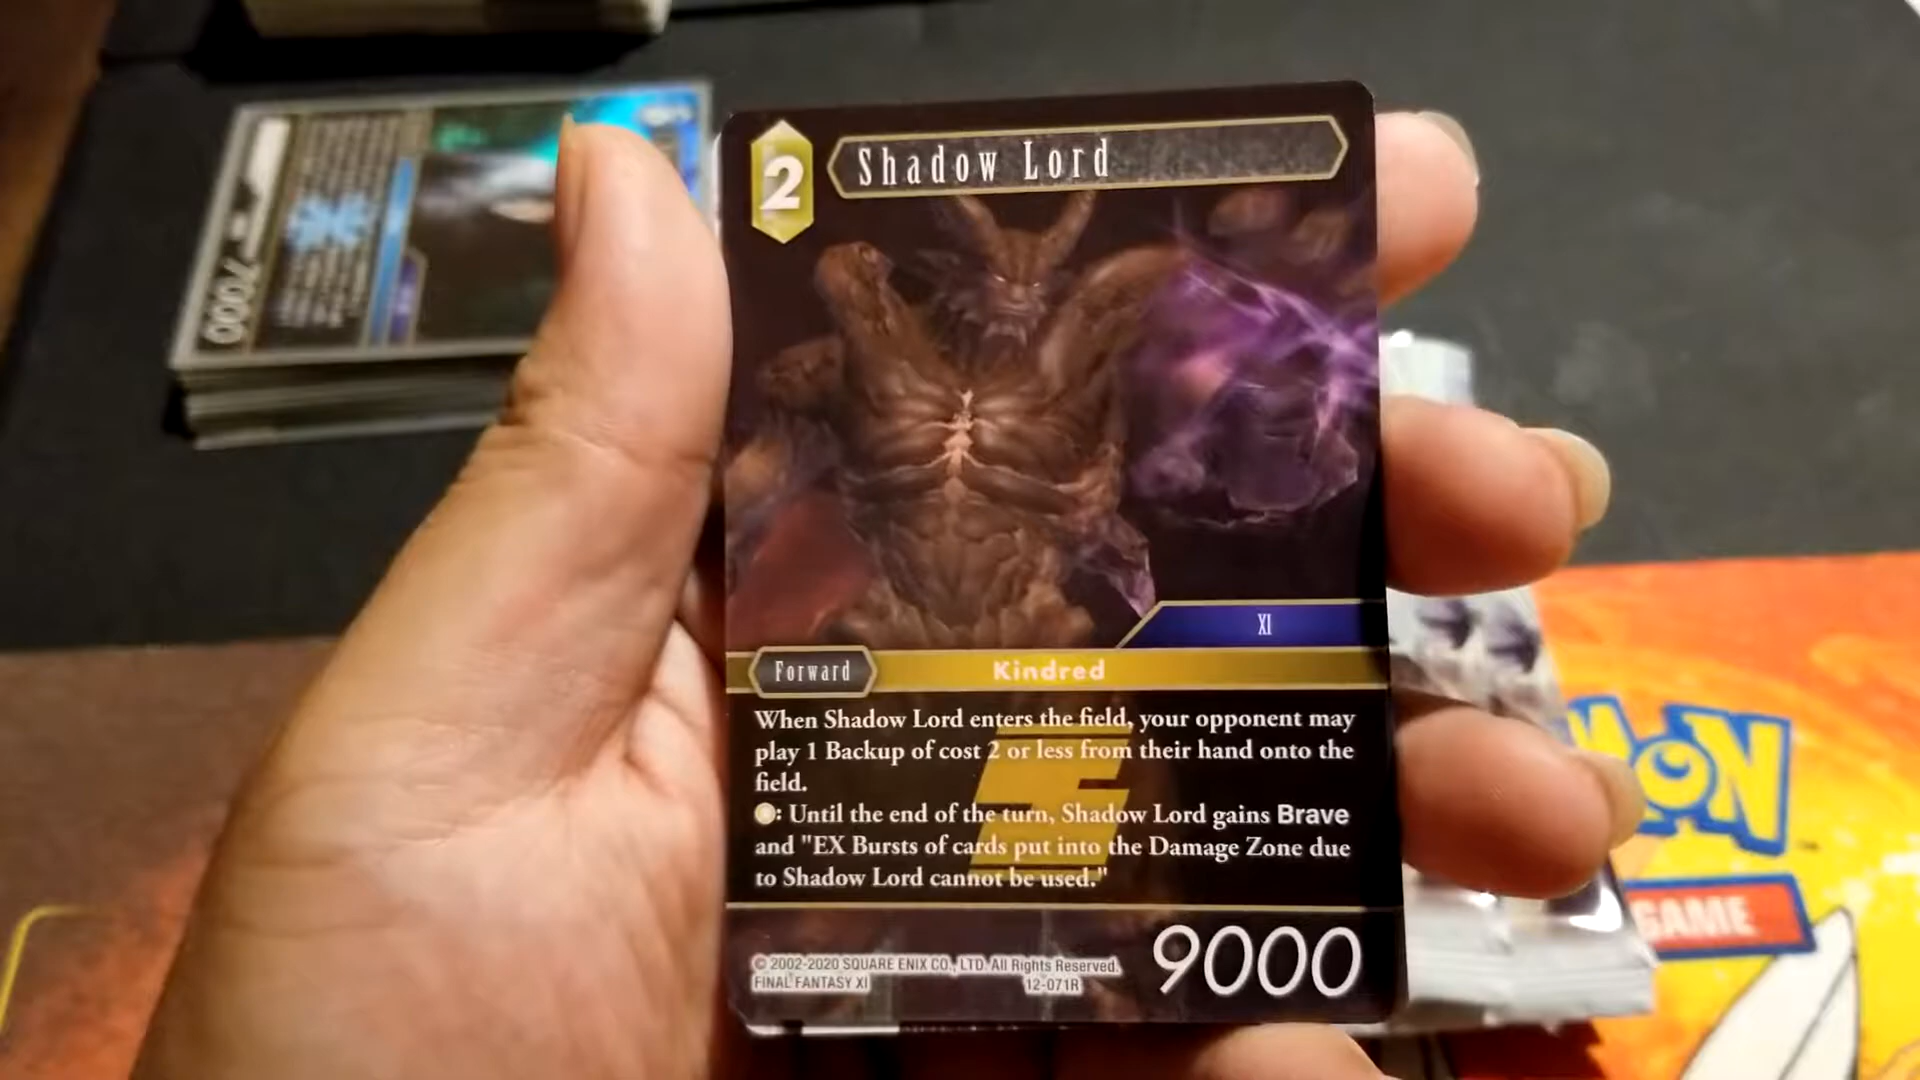 2
Shadow Lord
XI
Forward
Kindred
When Shadow Lord enters the field, your opponent may
play 1 Backup of cost 2 or less from their hand onto the
field.
: Until the end of the turn, Shadow Lord gains Brave
and "EX Bursts of cards put into the Damage Zone due
to Shadow Lord cannot be used."
9000
© 2002-2020 SQUARE ENIX CO., LTD. All Rights Reserved.
FINAL FANTASY XI
12-071R
7000
GAME